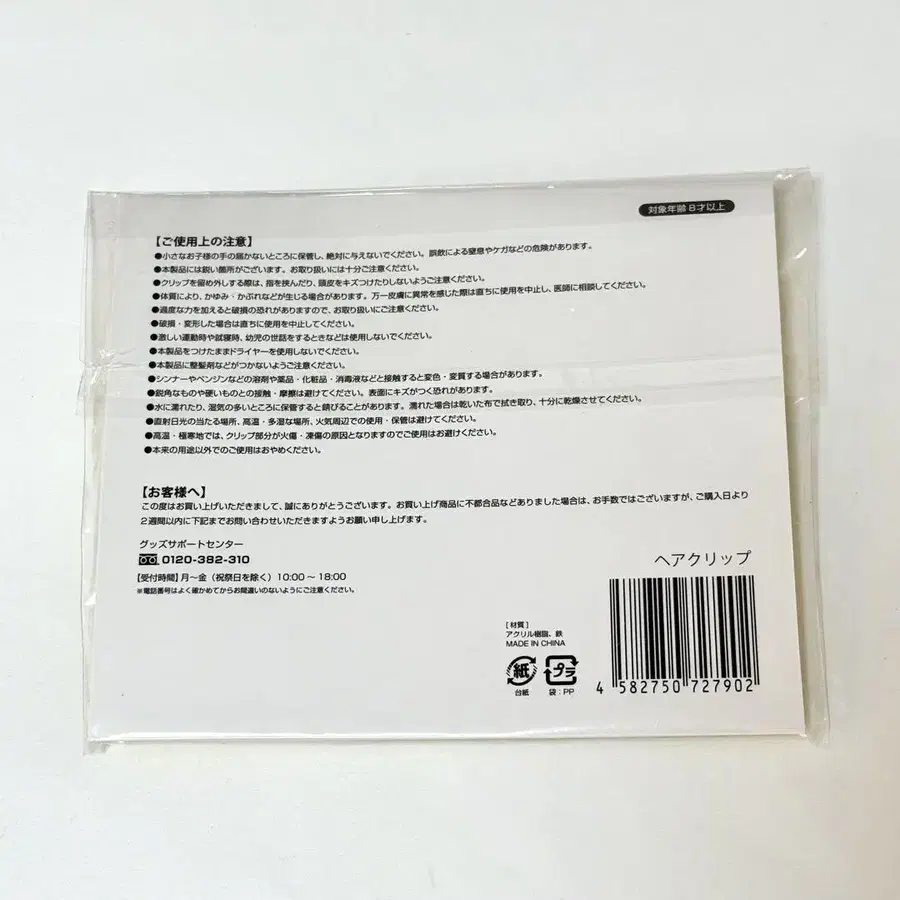 対象年齢8才以上
【ご使用上の注意】
●小さなお子様の手の届かないところに保管し、絶対に与えないでください。誤飲による窒息やケガなどの危険があります。
●本製品には鋭い箇所がございます。お取り扱いには十分ご注意ください。
●クリップを留め外しする際は、指を挟んだり、頭皮をキズつけたりしないようご注意ください。
●体質により、かゆみ・かぶれなどが生じる場合があります。万一皮膚に異常を感じた際は直ちに使用を中止し、医師に相談してください。
●過度な力を加えると破損の恐れがありますので、お取り扱いにご注意ください。
●破損・変形した場合は直ちに使用を中止してください。
●激しい運動時や就寝時、幼児の世話をするときなどは使用しないでください。
●本製品をつけたままドライヤーを使用しないでください。
●本製品に整髪剤などがつかないようご注意ください。
●シンナーやベンジンなどの溶剤や薬品・化粧品・消毒液などと接触すると変色・変質する場合があります。
●鋭角なものや硬いものとの接触・摩擦は避けてください。表面にキズがつく恐れがあります。
●水に濡れたり、湿気の多いところに保管すると錆びることがあります。濡れた場合は乾いた布で拭き取り、十分に乾燥させてください。
●直射日光の当たる場所、高温・多湿な場所、火気周辺での使用・保管は避けてください。
●高温・極寒地では、クリップ部分が火傷・凍傷の原因となりますのでご使用はお避けください。
●本来の用途以外でのご使用はおやめください。
【お客様へ】
この度はお買い上げいただきまして、誠にありがとうございます。お買い上げ商品に不都合品などありました場合は、お手数ではございますが、ご購入日より
2週間以内に下記までお問い合わせいただきますようお願い申し上げます。
グッズサポートセンター
0120-382-310
【受付時間】月〜金（祝祭日を除く）10:00〜18:00
※電話番号はよく確かめてからお間違いのないようにご注意ください。
ヘアクリップ
[材質]
アクリル樹脂、鉄
MADE IN CHINA
紙 プラ
台紙 袋:PP
4 582750 727902